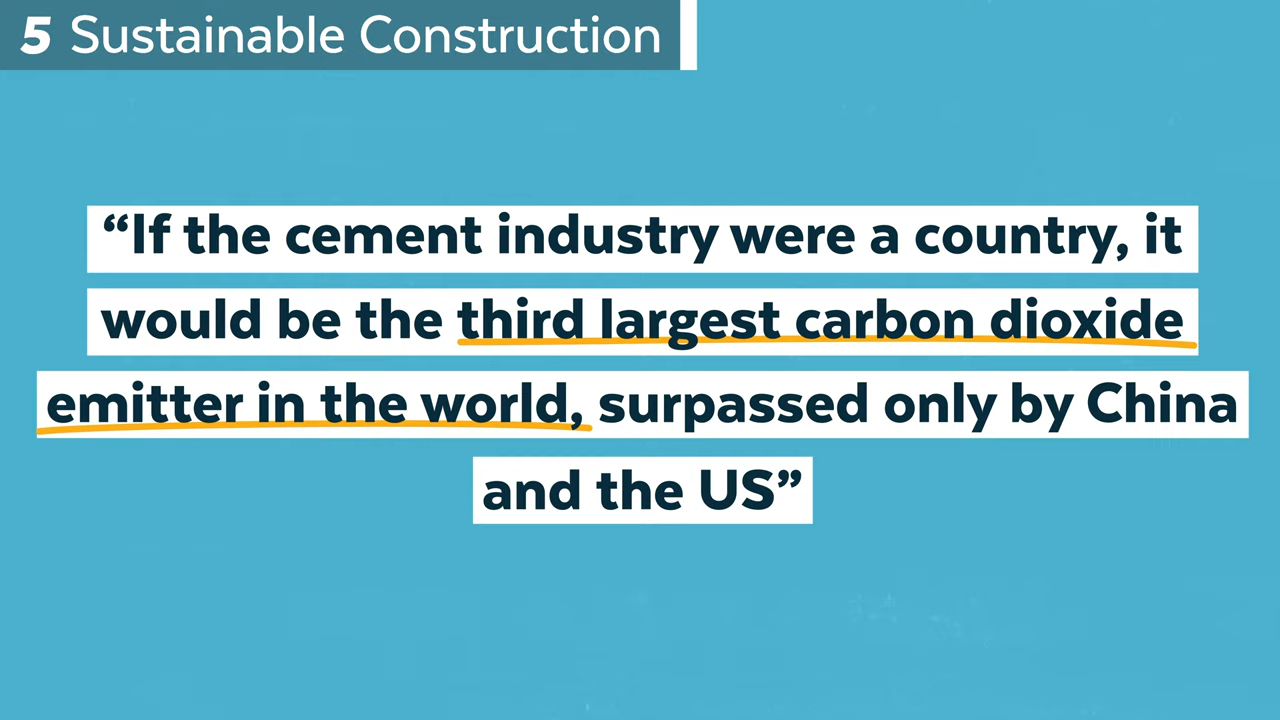 5 Sustainable Construction
“If the cement industry were a country, it
would be the third largest carbon dioxide
emitter in the world, surpassed only by China
and the US”